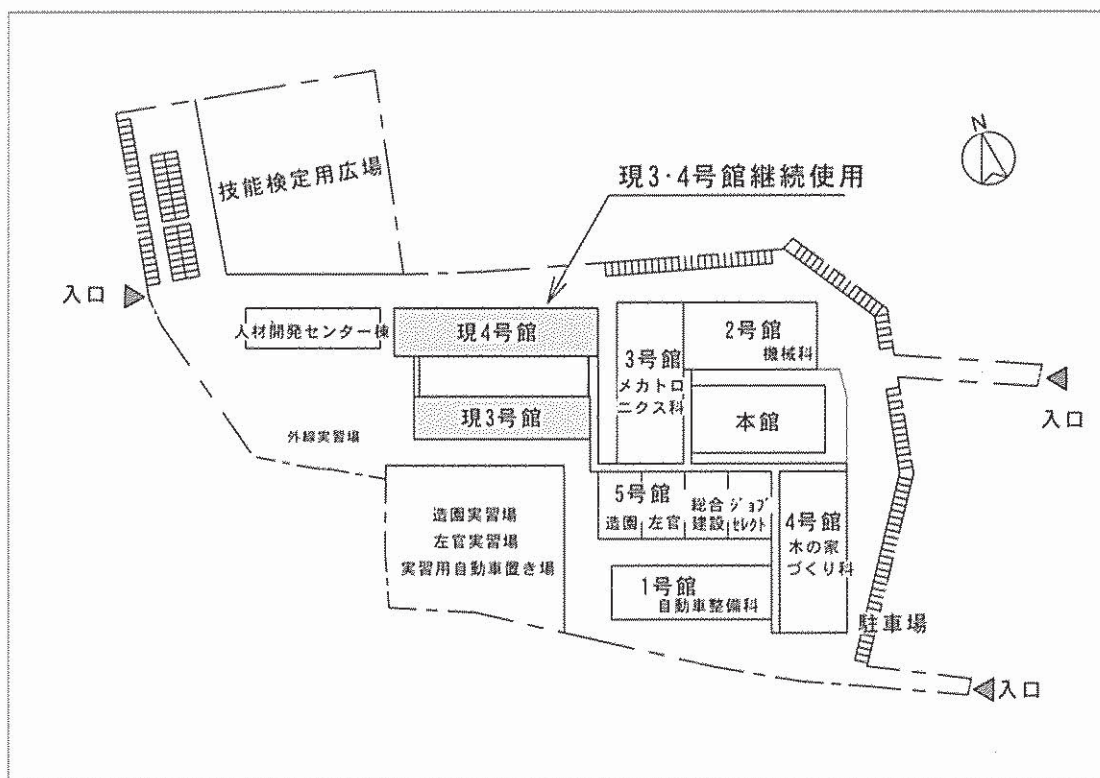 N
技能検定用広場
現3・4号館継続使用
入口
人材開発センター棟
現4号館
3号館
メカトロ
ニクス科
2号館
機械科
現3号館
本館
入口
外線実習場
造園実習場
左官実習場
実習用自動車置き場
5号館
造園
左官
総合
建設
ジョブ
セレクト
4号館
木の家
づくり科
1号館
自動車整備科
駐車場
入口